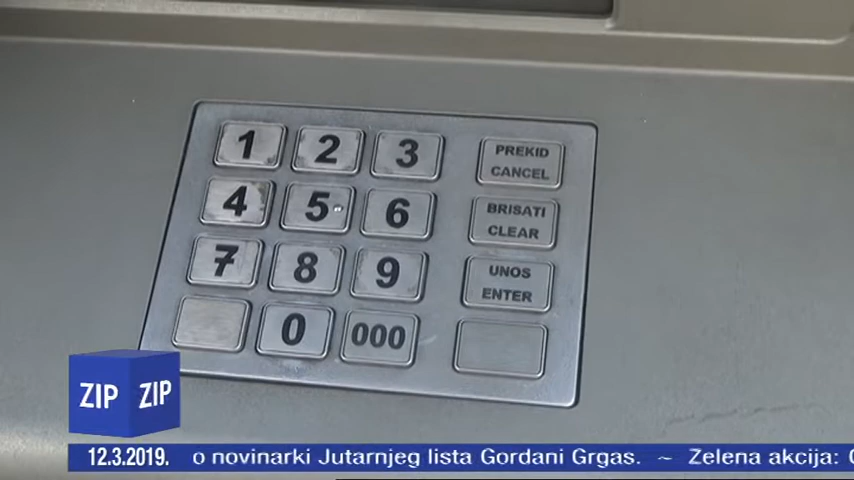 1 2 3 PREKID CANCEL
4 5 6 BRISATI CLEAR
7 8 9 UNOS ENTER
0 000
ZIP ZIP
12.3.2019. o novinarki Jutarnjeg lista Gordani Grgas. ~ Zelena akcija: